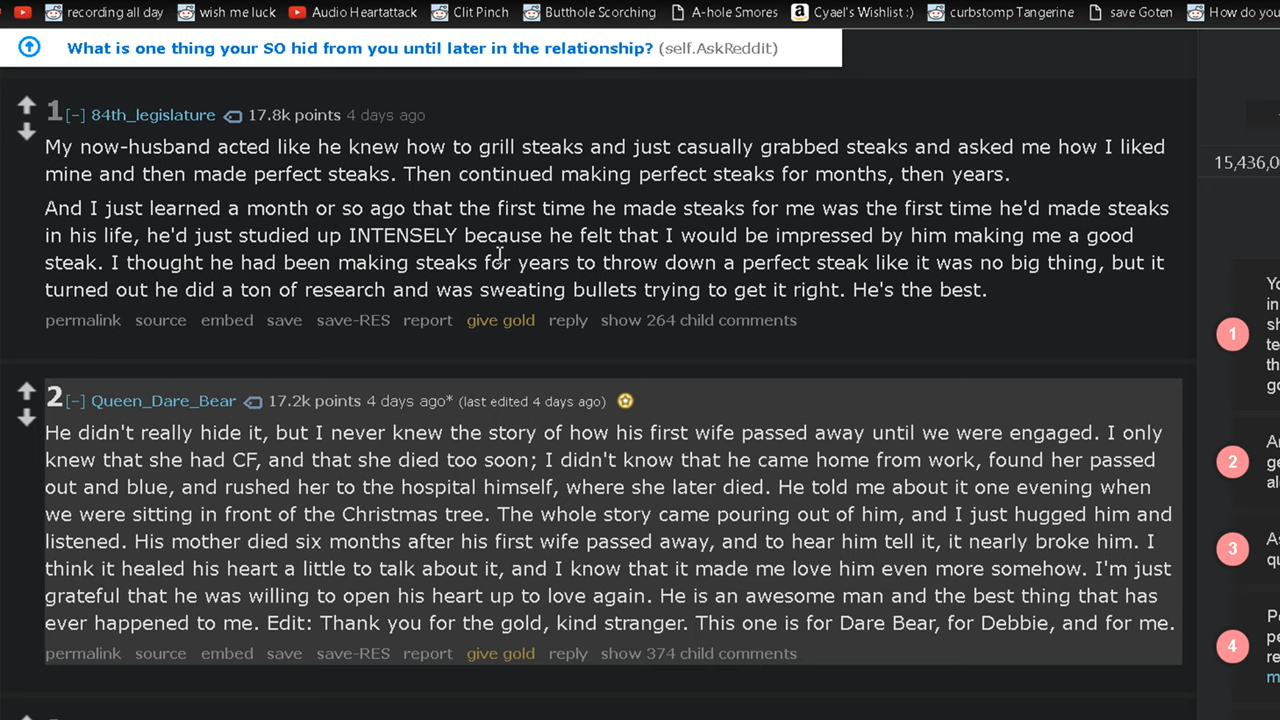 recording all day wish me luck Audio Heartattack Clit Pinch Butthole Scorching A-hole Smores Cyael's Wishlist :) curbstomp Tangerine save Goten How do you
What is one thing your SO hid from you until later in the relationship? (self.AskReddit)
1 [-] 84th_legislature 17.8k points 4 days ago
My now-husband acted like he knew how to grill steaks and just casually grabbed steaks and asked me how I liked
mine and then made perfect steaks. Then continued making perfect steaks for months, then years.
15,436,0
And I just learned a month or so ago that the first time he made steaks for me was the first time he'd made steaks
in his life, he'd just studied up INTENSELY because he felt that I would be impressed by him making me a good
steak. I thought he had been making steaks for years to throw down a perfect steak like it was no big thing, but it
turned out he did a ton of research and was sweating bullets trying to get it right. He's the best.
permalink source embed save save-RES report give gold reply show 264 child comments
2 [-] Queen_Dare_Bear 17.2k points 4 days ago* (last edited 4 days ago)
He didn't really hide it, but I never knew the story of how his first wife passed away until we were engaged. I only
knew that she had CF, and that she died too soon; I didn't know that he came home from work, found her passed
out and blue, and rushed her to the hospital himself, where she later died. He told me about it one evening when
we were sitting in front of the Christmas tree. The whole story came pouring out of him, and I just hugged him and
listened. His mother died six months after his first wife passed away, and to hear him tell it, it nearly broke him. I
think it healed his heart a little to talk about it, and I know that it made me love him even more somehow. I'm just
grateful that he was willing to open his heart up to love again. He is an awesome man and the best thing that has
ever happened to me. Edit: Thank you for the gold, kind stranger. This one is for Dare Bear, for Debbie, and for me.
permalink source embed save save-RES report give gold reply show 374 child comments
1
2
3
4